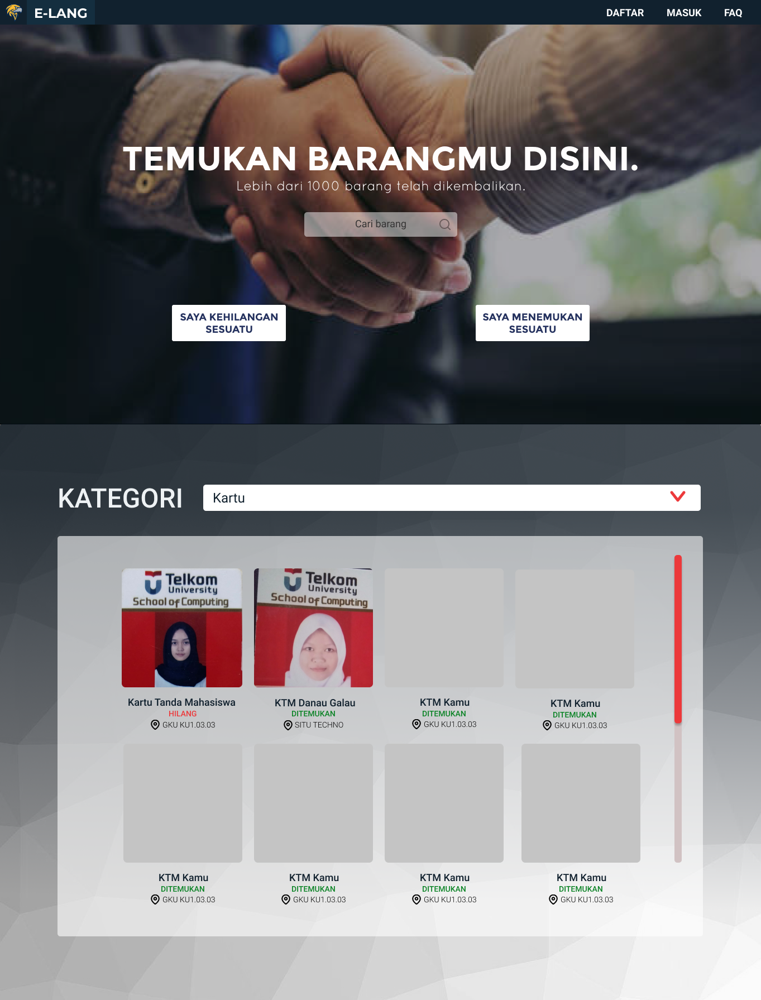 E-LANG
DAFTAR
MASUK
FAQ
TEMUKAN BARANGMU DISINI.
Lebih dari 1000 barang telah dikembalikan.
Cari barang
SAYA KEHILANGAN
SESUATU
SAYA MENEMUKAN
SESUATU
KATEGORI
Kartu
Telkom
University
School of Computing
Telkom
University
School of Computing
Kartu Tanda Mahasiswa
HILANG
GKU KU1.03.03
KTM Danau Galau
DITEMUKAN
SITU TECHNO
KTM Kamu
DITEMUKAN
GKU KU1.03.03
KTM Kamu
DITEMUKAN
GKU KU1.03.03
KTM Kamu
DITEMUKAN
GKU KU1.03.03
KTM Kamu
DITEMUKAN
GKU KU1.03.03
KTM Kamu
DITEMUKAN
GKU KU1.03.03
KTM Kamu
DITEMUKAN
GKU KU1.03.03